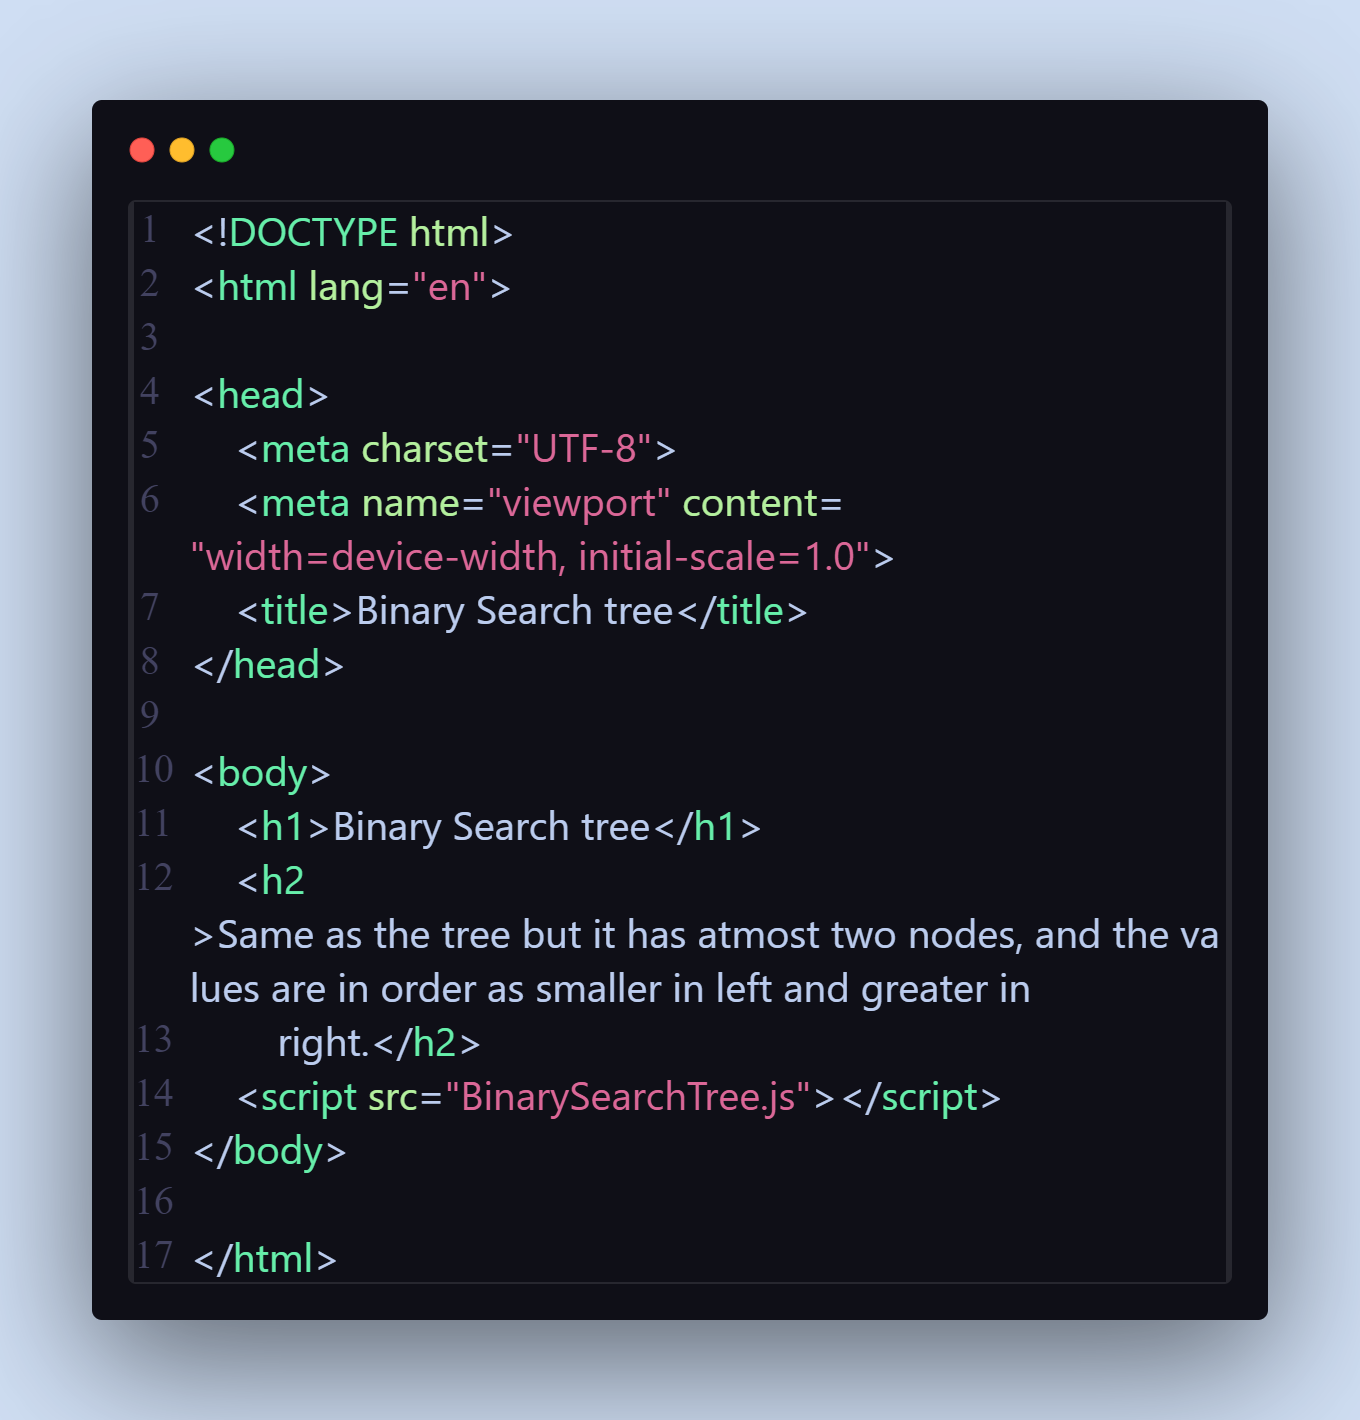 1 <!DOCTYPE html>
2 <html lang="en">
3
4 <head>
5     <meta charset="UTF-8">
6     <meta name="viewport" content=
"width=device-width, initial-scale=1.0">
7     <title>Binary Search tree</title>
8 </head>
9
10 <body>
11     <h1>Binary Search tree</h1>
12     <h2
>Same as the tree but it has atmost two nodes, and the va
lues are in order as smaller in left and greater in
13         right.</h2>
14     <script src="BinarySearchTree.js"></script>
15 </body>
16
17 </html>